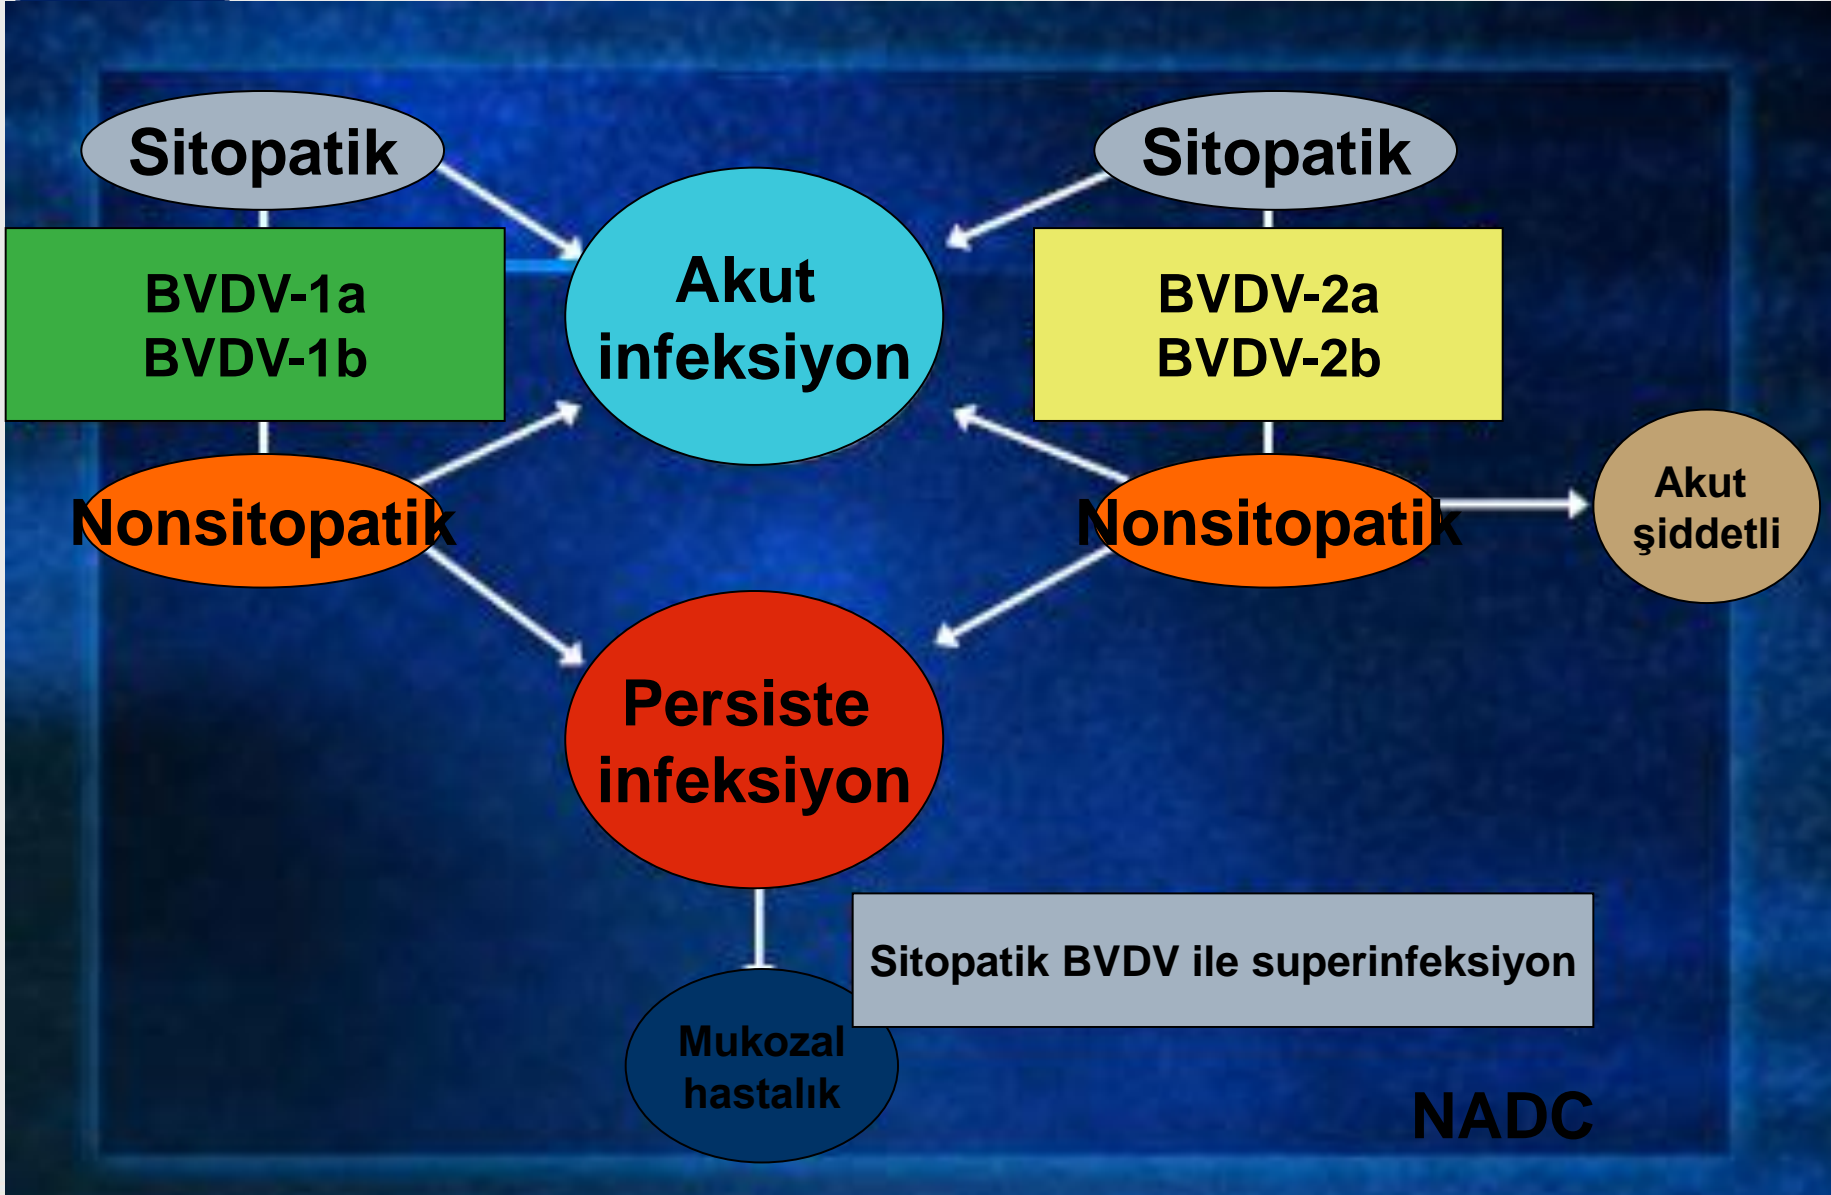 Sitopatik
Sitopatik
BVDV-1a
BVDV-1b
Akut
infeksiyon
BVDV-2a
BVDV-2b
Nonsitopatik
Nonsitopatik
Akut
şiddetli
Persiste
infeksiyon
Sitopatik BVDV ile superinfeksiyon
Mukozal
hastalık
NADC